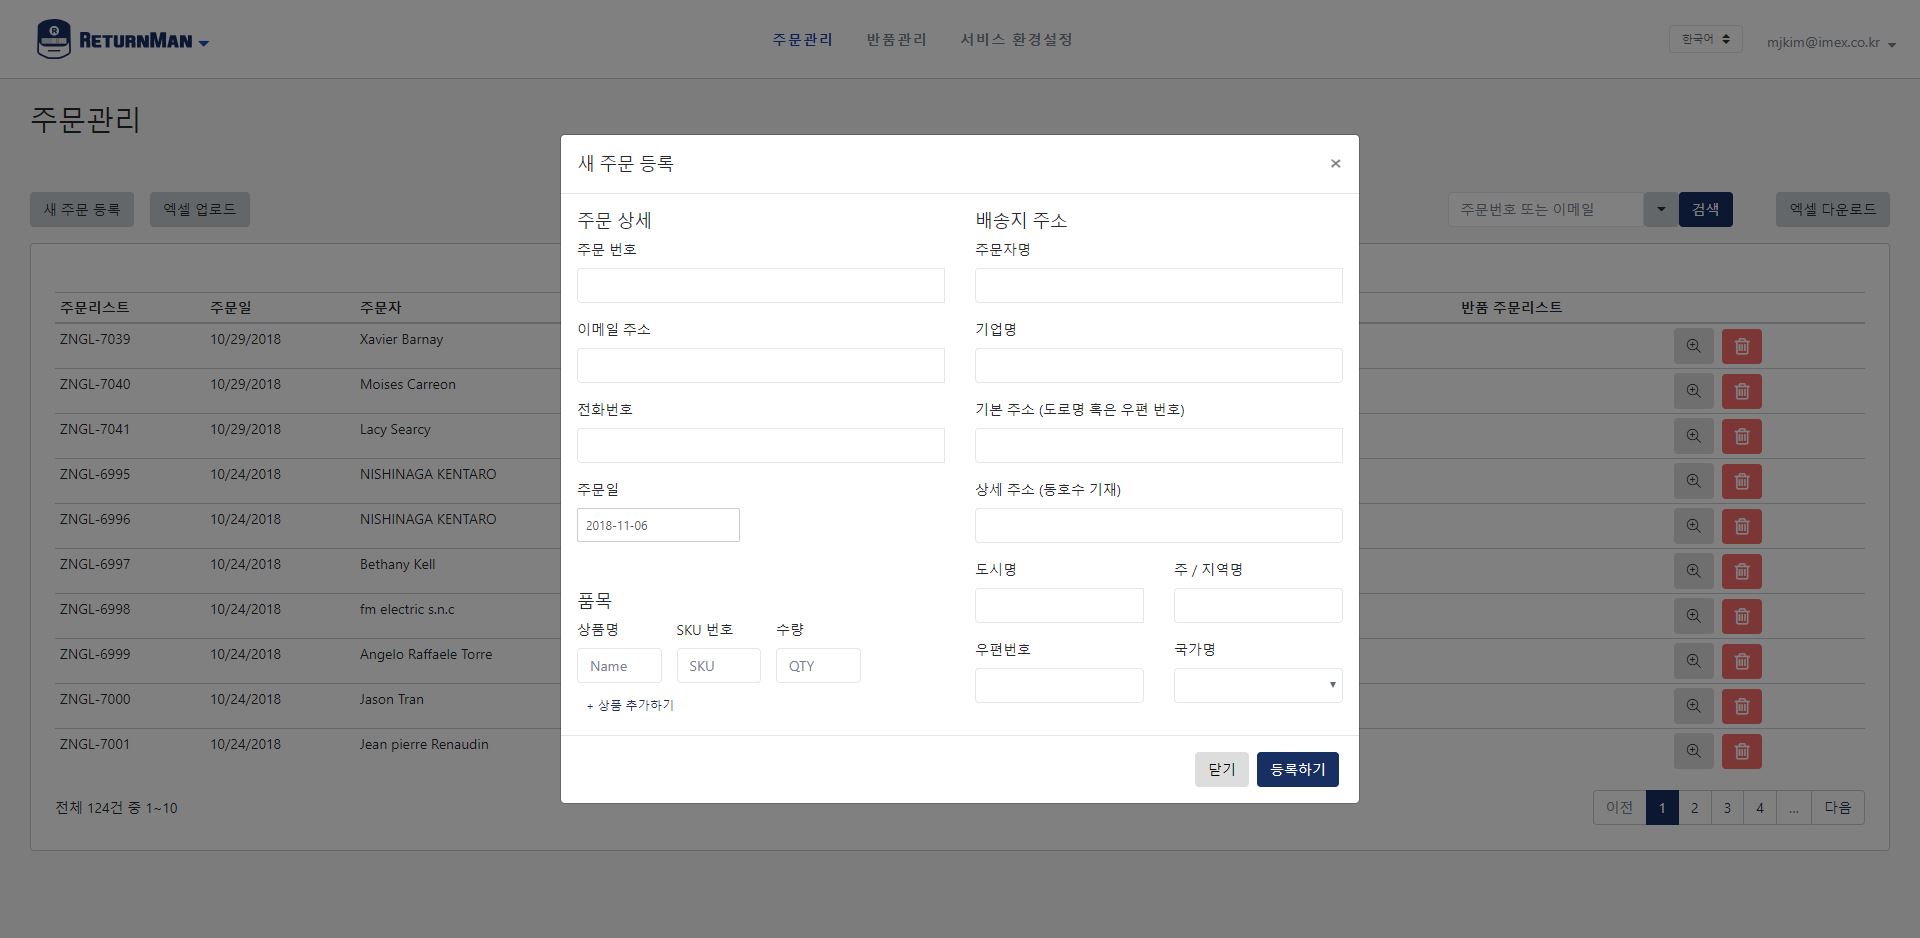 RETURNMAN
주문관리 반품관리 서비스 환경설정
한국어 mjkim@imex.co.kr
주문관리
새 주문 등록 엑셀 업로드
주문번호 또는 이메일 검색 엑셀 다운로드
주문리스트 주문일 주문자 반품 주문리스트
ZNGL-7039 10/29/2018 Xavier Barnay
ZNGL-7040 10/29/2018 Moises Carreon
ZNGL-7041 10/29/2018 Lacy Searcy
ZNGL-6995 10/24/2018 NISHINAGA KENTARO
ZNGL-6996 10/24/2018 NISHINAGA KENTARO
ZNGL-6997 10/24/2018 Bethany Kell
ZNGL-6998 10/24/2018 fm electric s.n.c
ZNGL-6999 10/24/2018 Angelo Raffaele Torre
ZNGL-7000 10/24/2018 Jason Tran
ZNGL-7001 10/24/2018 Jean pierre Renaudin
전체 124건 중 1~10
이전 1 2 3 4 ... 다음
새 주문 등록 ×
주문 상세
주문 번호
이메일 주소
전화번호
주문일
2018-11-06
품목
상품명 SKU 번호 수량
Name SKU QTY
+ 상품 추가하기
배송지 주소
주문자명
기업명
기본 주소 (도로명 혹은 우편 번호)
상세 주소 (동호수 기재)
도시명 주 / 지역명
우편번호 국가명
닫기 등록하기